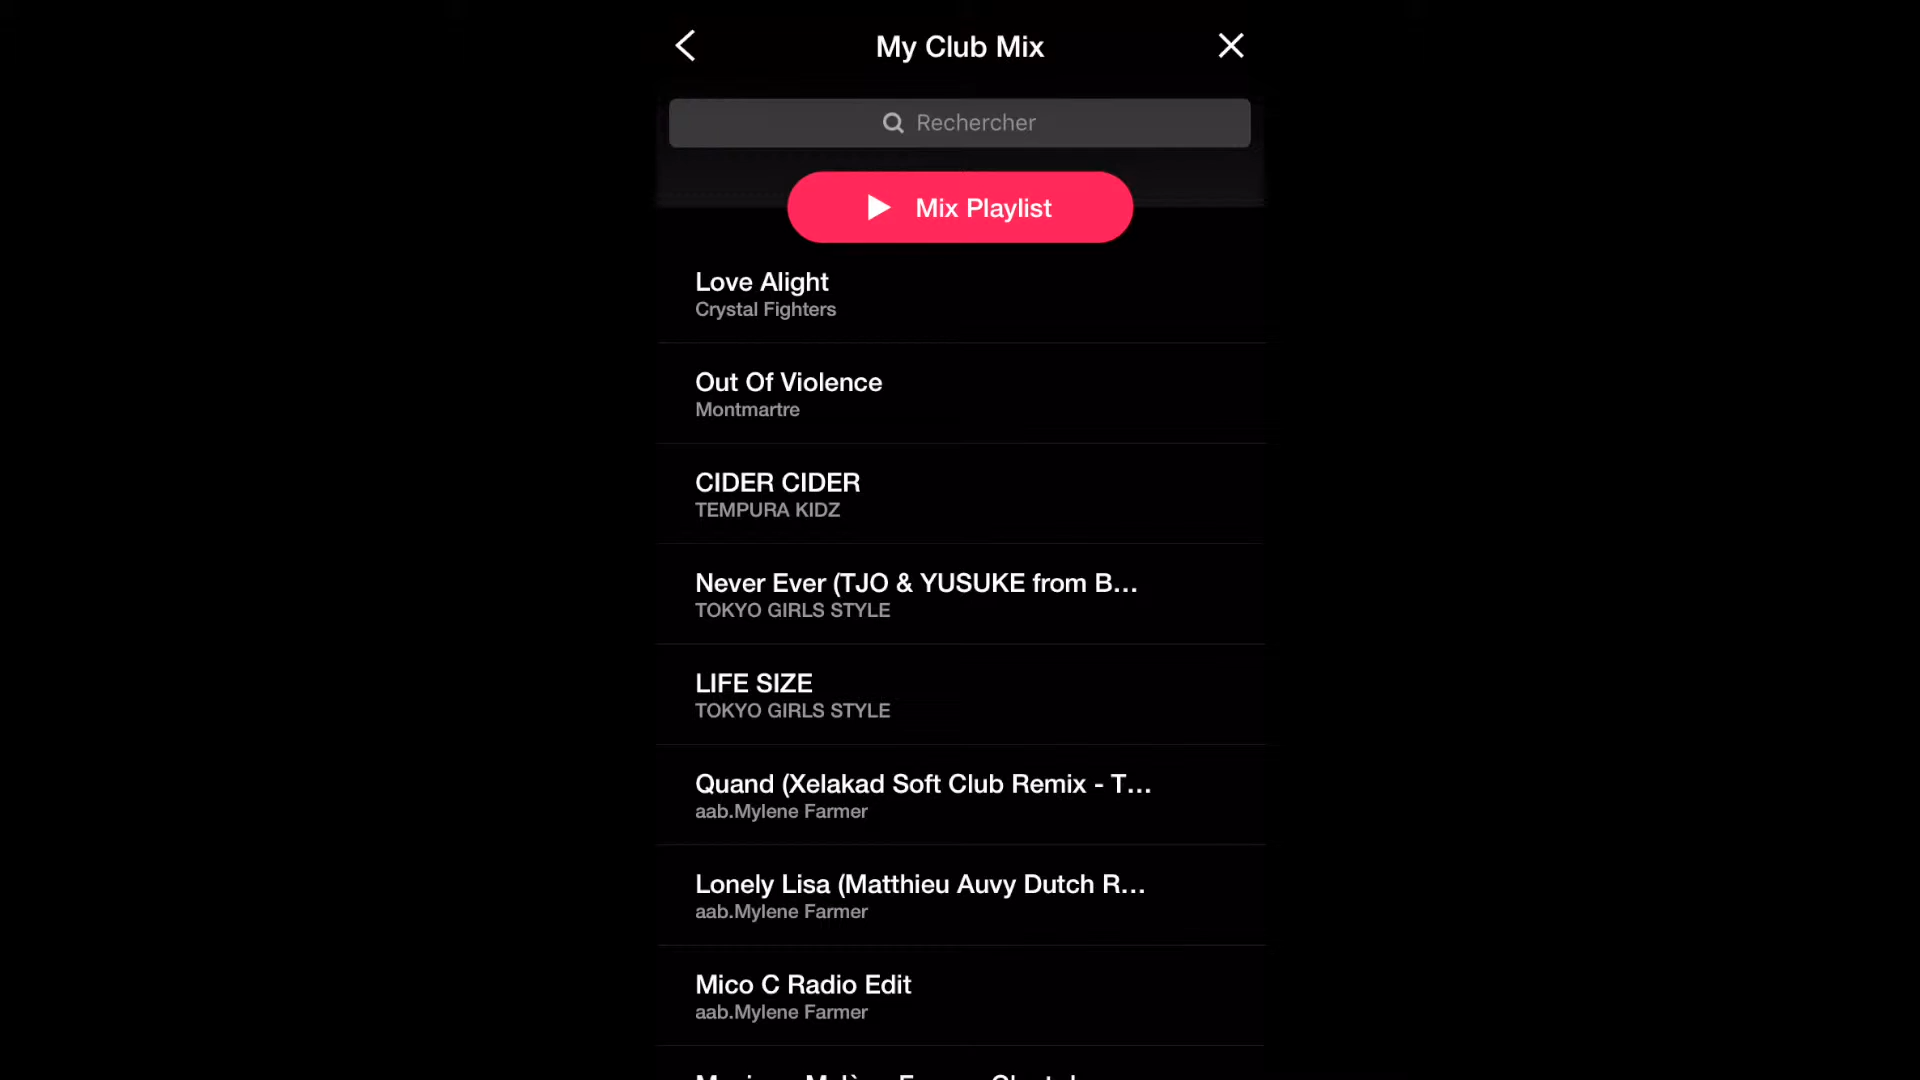 My Club Mix
Rechercher
Mix Playlist
Love Alight
Crystal Fighters
Out Of Violence
Montmartre
CIDER CIDER
TEMPURA KIDZ
Never Ever (TJO & YUSUKE from B...
TOKYO GIRLS STYLE
LIFE SIZE
TOKYO GIRLS STYLE
Quand (Xelakad Soft Club Remix - T...
aab.Mylene Farmer
Lonely Lisa (Matthieu Auvy Dutch R...
aab.Mylene Farmer
Mico C Radio Edit
aab.Mylene Farmer